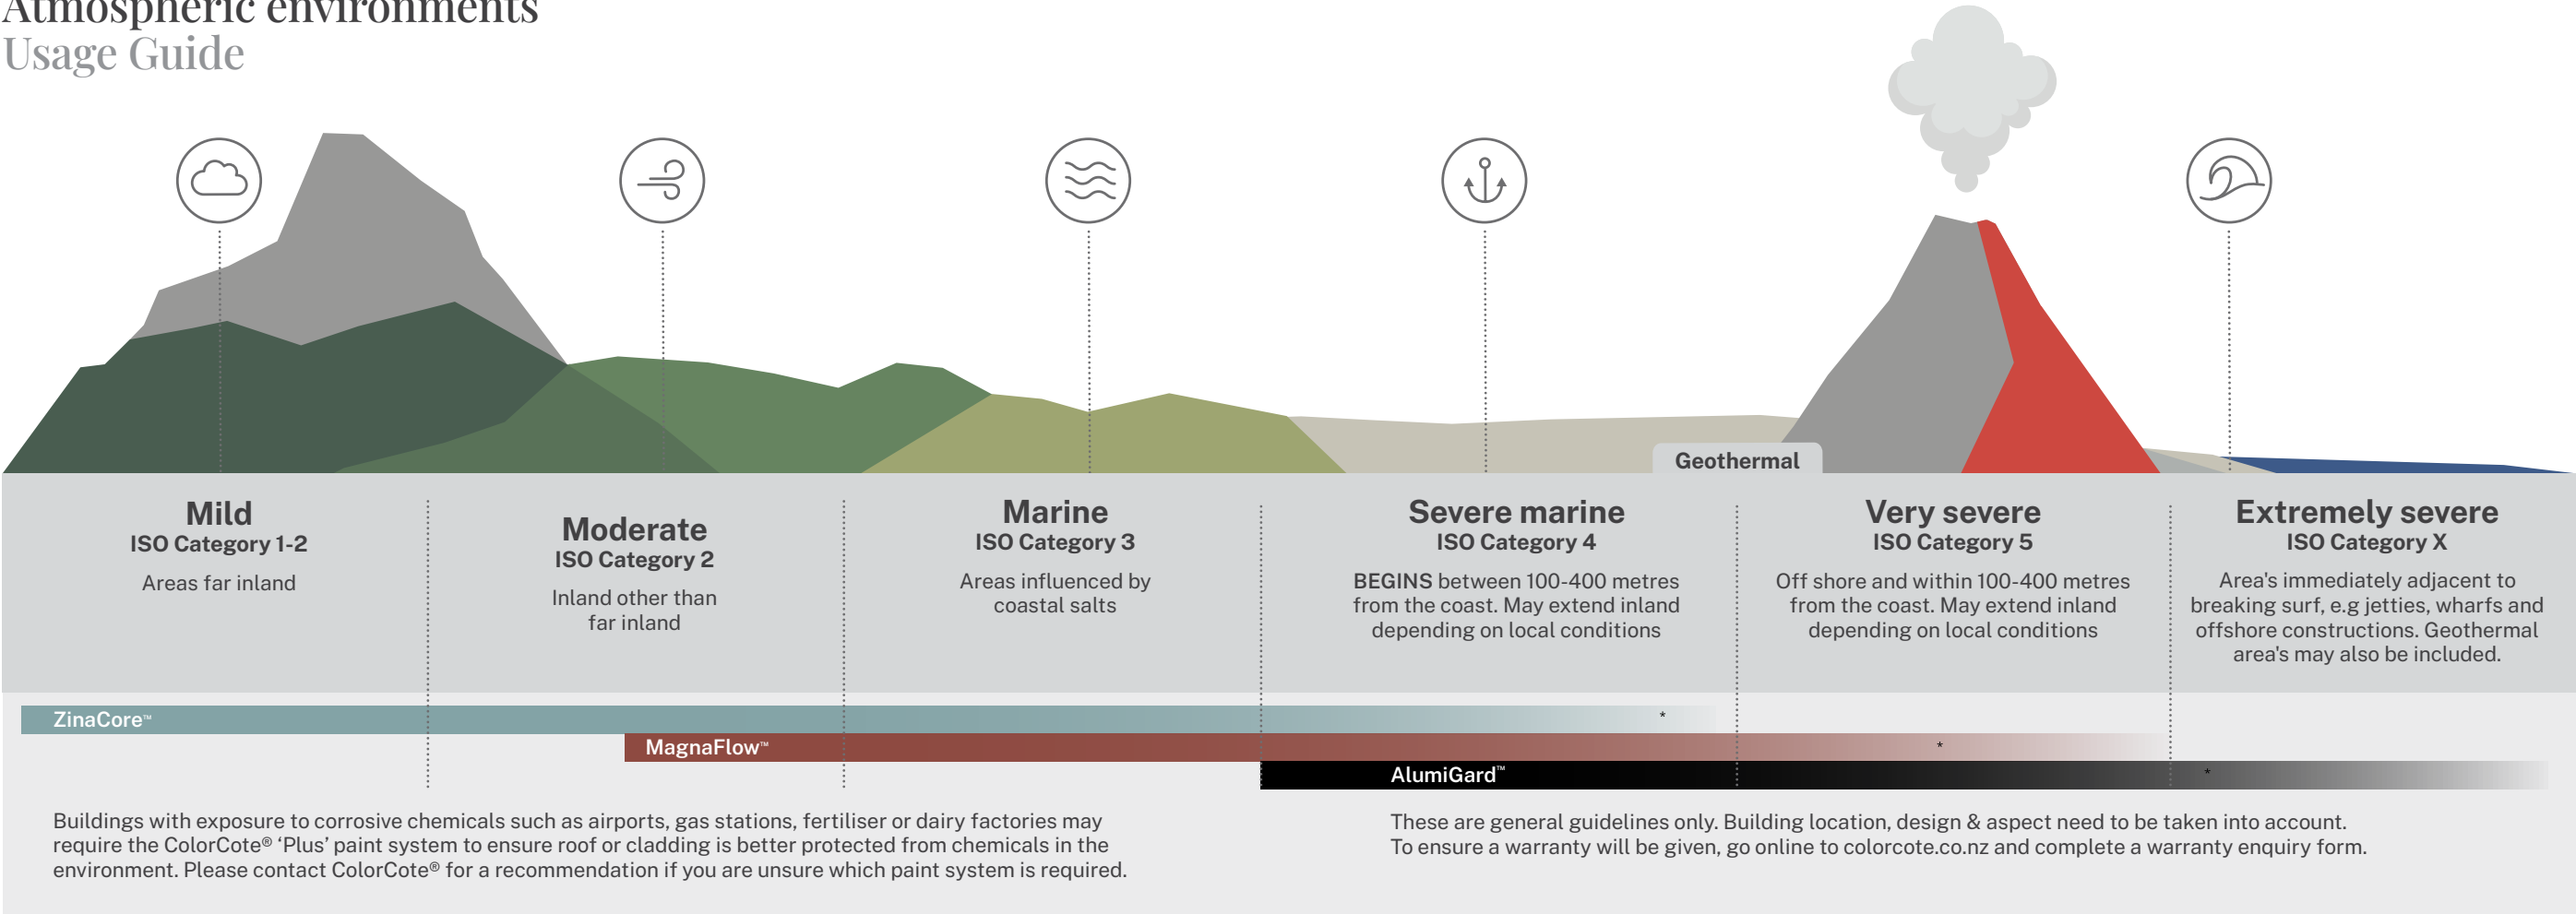 Atmospheric environments
Usage Guide
Geothermal
Mild
ISO Category 1-2
Areas far inland
Moderate
ISO Category 2
Inland other than
far inland
Marine
ISO Category 3
Areas influenced by
coastal salts
Severe marine
ISO Category 4
BEGINS between 100-400 metres
from the coast. May extend inland
depending on local conditions
Very severe
ISO Category 5
Off shore and within 100-400 metres
from the coast. May extend inland
depending on local conditions
Extremely severe
ISO Category X
Area's immediately adjacent to
breaking surf, e.g jetties, wharfs and
offshore constructions. Geothermal
area's may also be included.
ZinaCore™ *
MagnaFlow™ *
AlumiGard™ *
Buildings with exposure to corrosive chemicals such as airports, gas stations, fertiliser or dairy factories may
require the ColorCote® ‘Plus’ paint system to ensure roof or cladding is better protected from chemicals in the
environment. Please contact ColorCote® for a recommendation if you are unsure which paint system is required.
These are general guidelines only. Building location, design & aspect need to be taken into account.
To ensure a warranty will be given, go online to colorcote.co.nz and complete a warranty enquiry form.